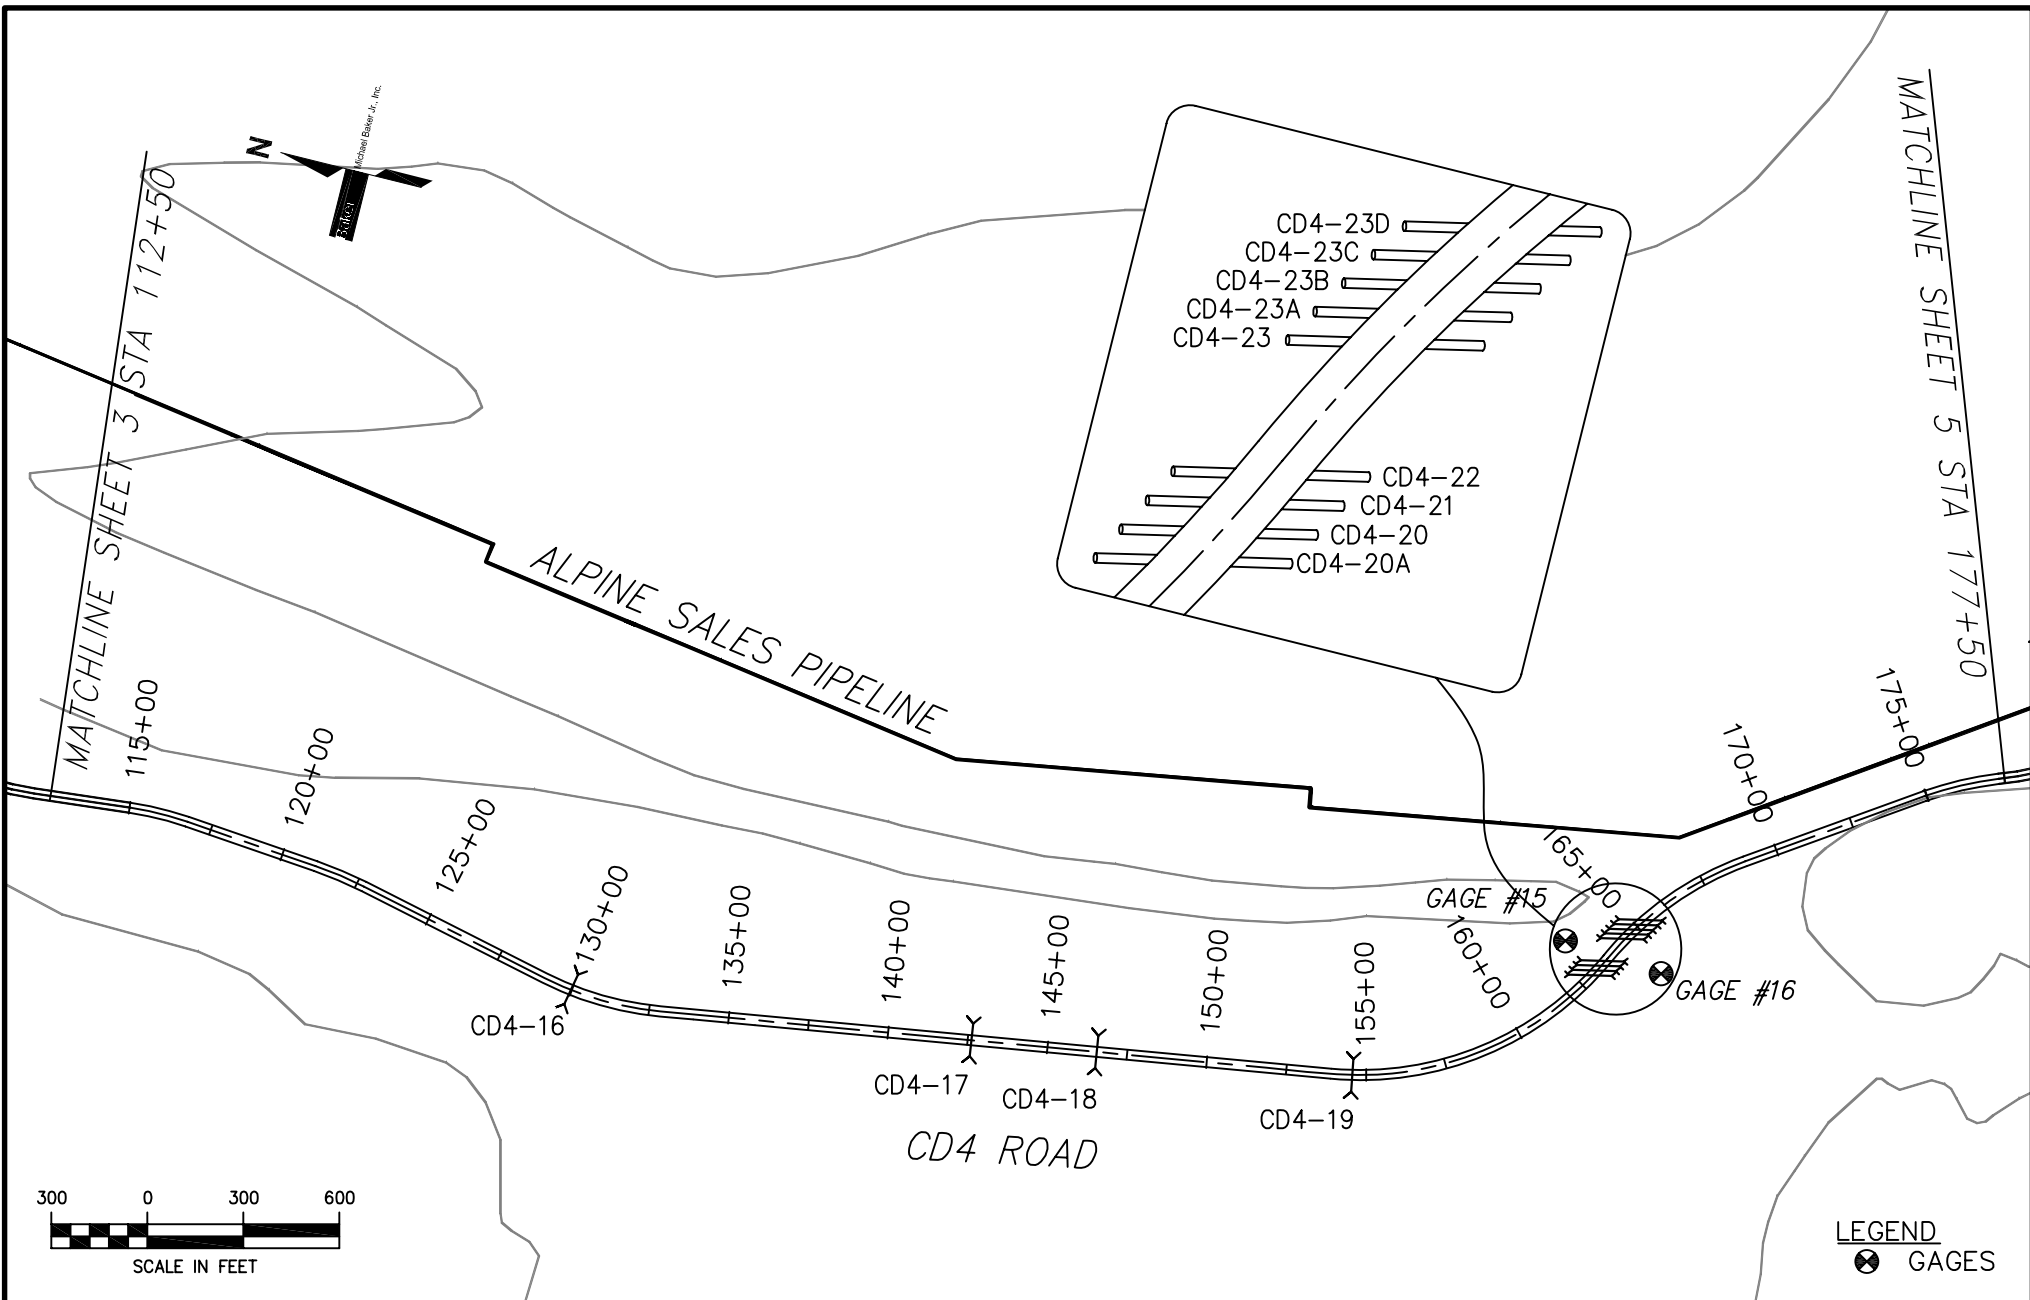 N
Michael Baker Jr., Inc.
Baker
MATCHLINE SHEET 3 STA 112+50
MATCHLINE SHEET 5 STA 177+50
CD4-23D
CD4-23C
CD4-23B
CD4-23A
CD4-23
CD4-22
CD4-21
CD4-20
CD4-20A
ALPINE SALES PIPELINE
115+00
120+00
125+00
130+00
135+00
140+00
145+00
150+00
155+00
160+00
165+00
170+00
175+00
GAGE #15
GAGE #16
CD4-16
CD4-17
CD4-18
CD4-19
CD4 ROAD
300 0 300 600
SCALE IN FEET
LEGEND
GAGES